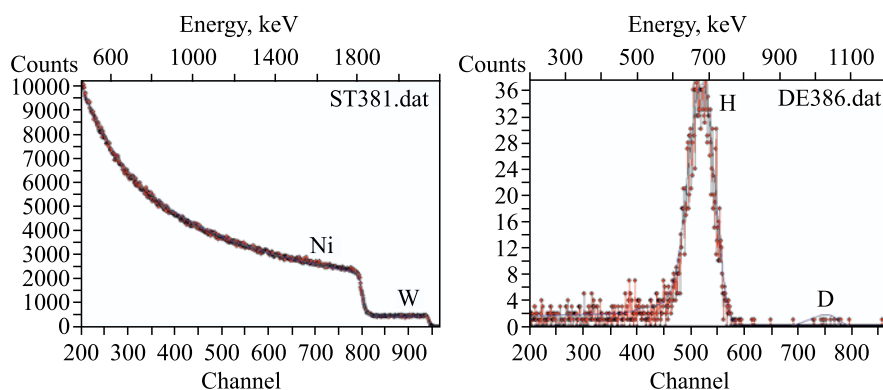 Energy, keV
600 1000 1400 1800
Counts
10000
9000
8000
7000
6000
5000
4000
3000
2000
1000
0
ST381.dat
Ni
W
200 300 400 500 600 700 800 900
Channel
Energy, keV
300 500 700 900 1100
Counts
36
32
28
24
20
16
12
8
4
0
H
DE386.dat
D
200 300 400 500 600 700 800
Channel